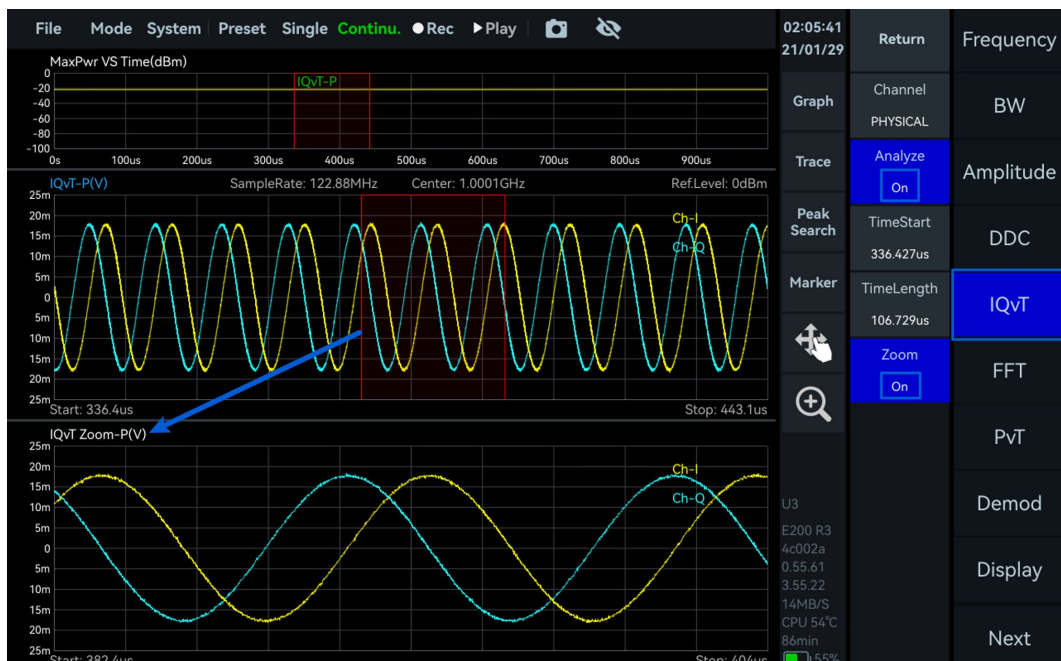 File Mode System Preset Single Continu. Rec Play
MaxPwr VS Time(dBm)
IQvT-P
0
-20
-40
-60
-80
-100
0s 100us 200us 300us 400us 500us 600us 700us 800us 900us
IQvT-P(V) SampleRate: 122.88MHz Center: 1.0001GHz Ref.Level: 0dBm
25m
20m
15m
10m
5m
0
5m
10m
15m
20m
25m
Ch-I
Ch-Q
Start: 336.4us Stop: 443.1us
IQvT Zoom-P(V)
25m
20m
15m
10m
5m
0
5m
10m
15m
20m
25m
Ch-I
Ch-Q
Start: 382.4us Stop: 404us
02:05:41
21/01/29
Graph
Trace
Peak
Search
Marker
U3
E200 R3
4c002a
0.55.61
3.55.22
14MB/S
CPU 54℃
86min
55%
Return
Channel
PHYSICAL
Analyze
On
TimeStart
336.427us
TimeLength
106.729us
Zoom
On
Frequency
BW
Amplitude
DDC
IQvT
FFT
PvT
Demod
Display
Next